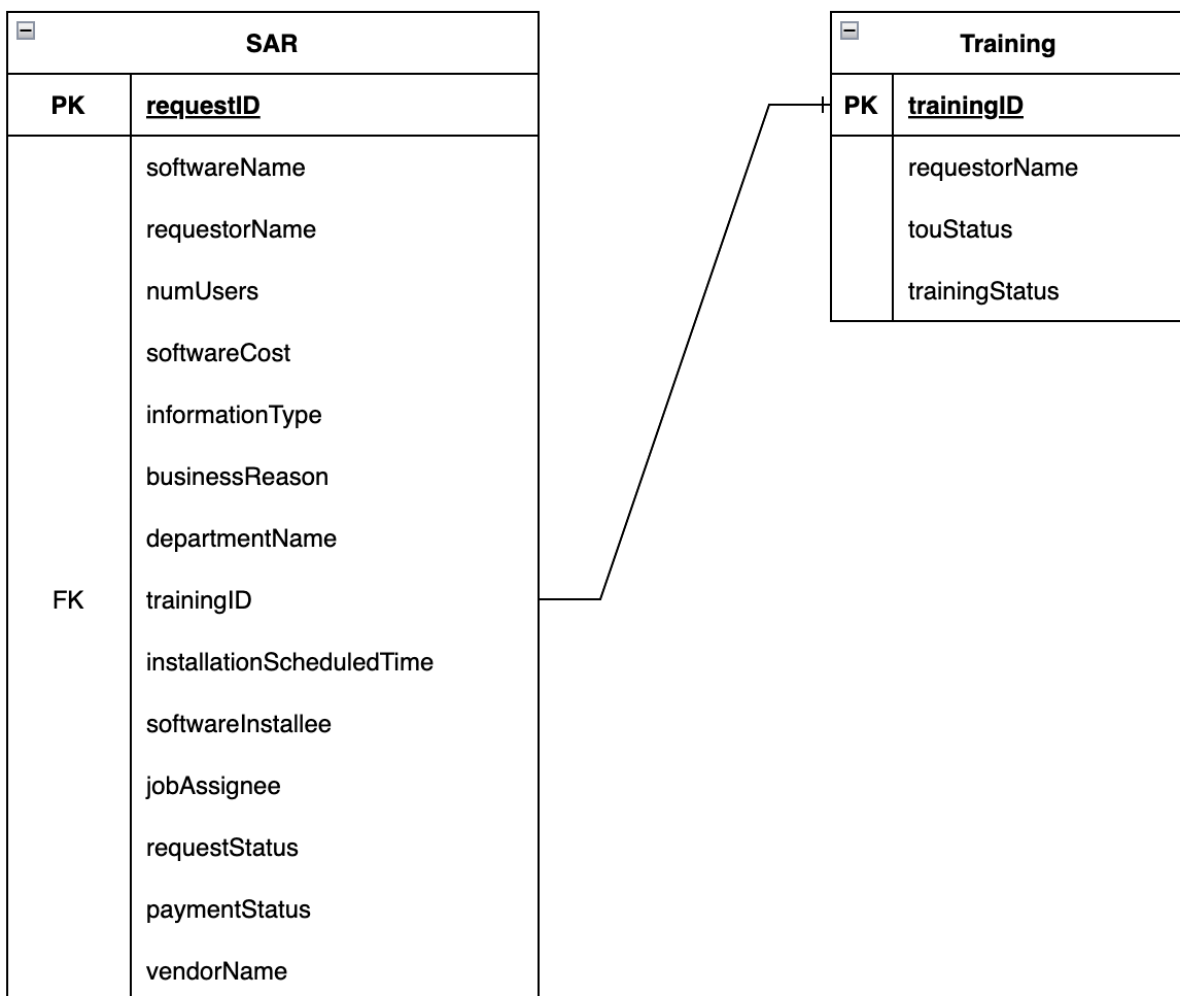 SAR
PK requestID
softwareName
requestorName
numUsers
softwareCost
informationType
businessReason
departmentName
FK trainingID
installationScheduledTime
softwareInstallee
jobAssignee
requestStatus
paymentStatus
vendorName
Training
PK trainingID
requestorName
touStatus
trainingStatus